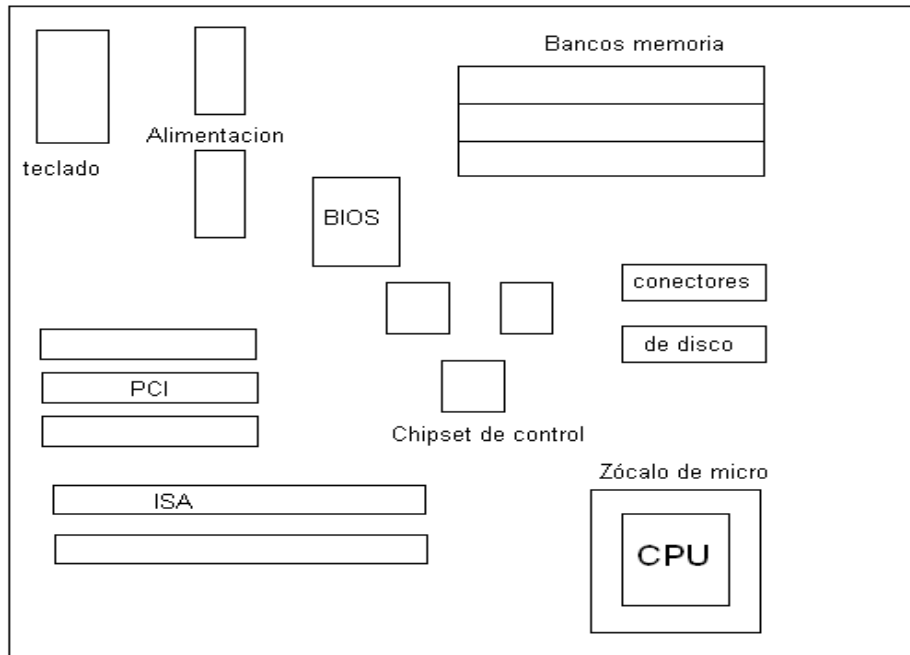 Bancos memoria
Alimentacion
teclado
BIOS
conectores
de disco
PCI
Chipset de control
Zócalo de micro
ISA
CPU